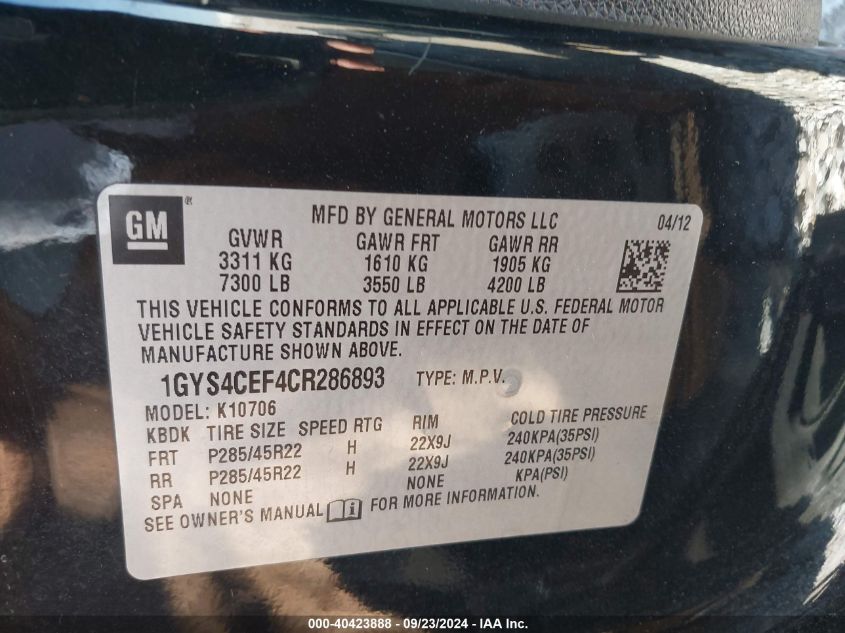 GM ®
MFD BY GENERAL MOTORS LLC 04/12
GVWR GAWR FRT GAWR RR
3311 KG 1610 KG 1905 KG
7300 LB 3550 LB 4200 LB
THIS VEHICLE CONFORMS TO ALL APPLICABLE U.S. FEDERAL MOTOR
VEHICLE SAFETY STANDARDS IN EFFECT ON THE DATE OF
MANUFACTURE SHOWN ABOVE.
1GYS4CEF4CR286893 TYPE: M.P.V.
MODEL: K10706
KBDK TIRE SIZE SPEED RTG RIM COLD TIRE PRESSURE
FRT P285/45R22 H 22X9J 240KPA(35PSI)
RR P285/45R22 H 22X9J 240KPA(35PSI)
SPA NONE NONE KPA(PSI)
SEE OWNER'S MANUAL FOR MORE INFORMATION.
© 40423888 - 09/23/2024 - IAA Inc.